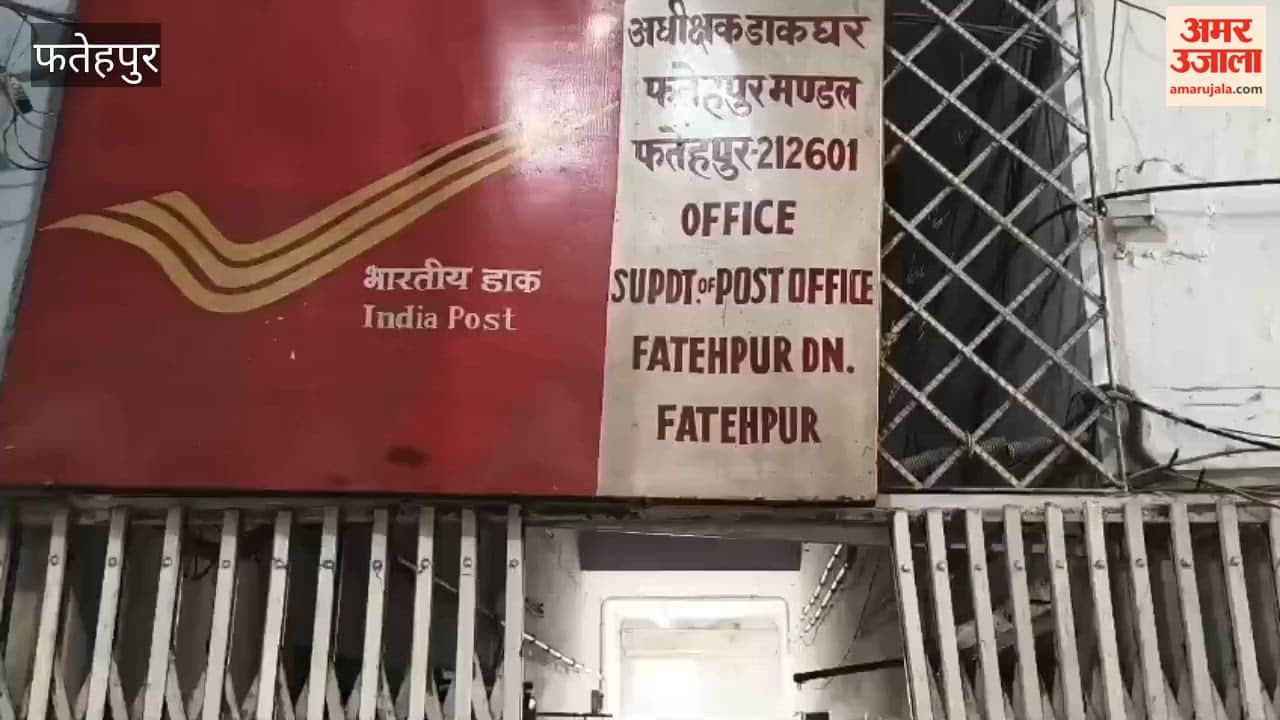 फतेहपुर
अमर
उजाला
amarujala.com
भारतीय डाक
India Post
अधीक्षक डाकघर
फतेहपुर मण्डल
फतेहपुर-212601
OFFICE
SUPDT. OF POST OFFICE
FATEHPUR DN.
FATEHPUR